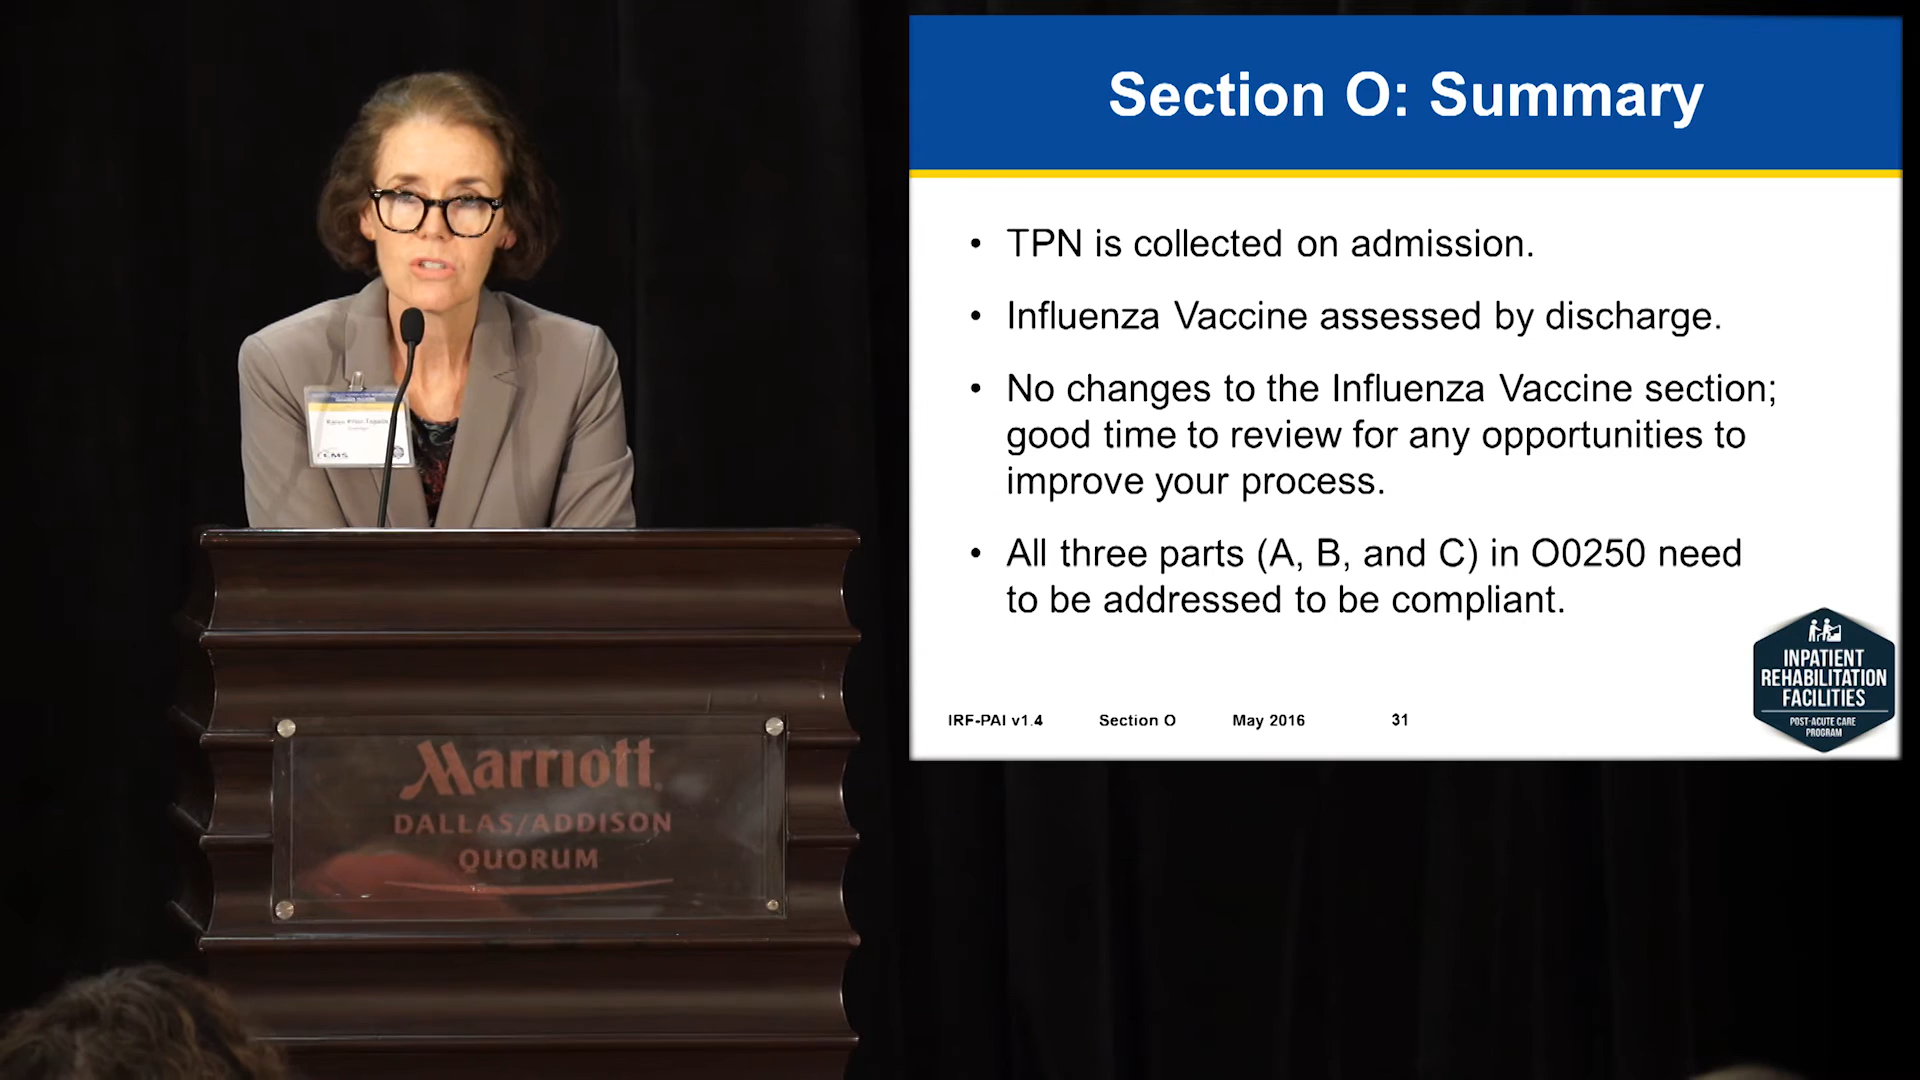 Section O: Summary
• TPN is collected on admission.
• Influenza Vaccine assessed by discharge.
• No changes to the Influenza Vaccine section;
good time to review for any opportunities to
improve your process.
• All three parts (A, B, and C) in O0250 need
to be addressed to be compliant.
INPATIENT
REHABILITATION
FACILITIES
POST-ACUTE CARE
PROGRAM
IRF-PAI v1.4 Section O May 2016 31
CMS
Marriott
DALLAS/ADDISON
QUORUM